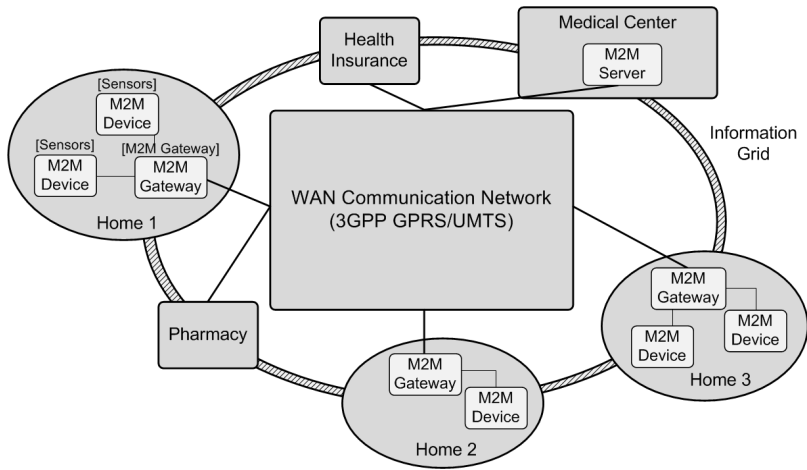 Health
Insurance
Medical Center
M2M
Server
Information
Grid
[Sensors]
M2M
Device
[Sensors]
M2M
Device
[M2M Gateway]
M2M
Gateway
Home 1
WAN Communication Network
(3GPP GPRS/UMTS)
Pharmacy
M2M
Gateway
M2M
Device
Home 2
M2M
Gateway
M2M
Device
M2M
Device
Home 3